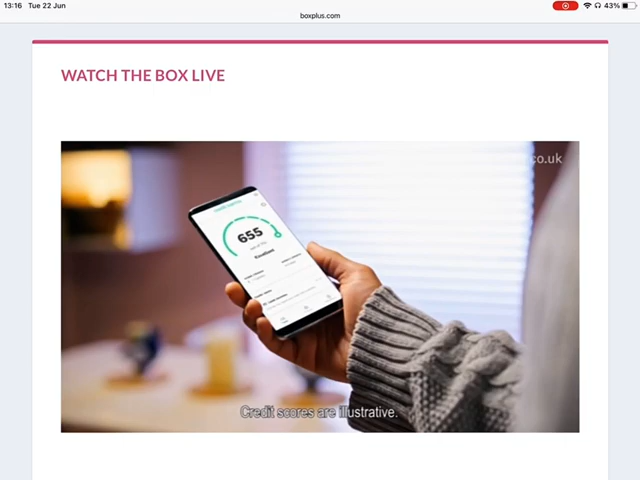 13:16 Tue 22 Jun
43%
boxplus.com
WATCH THE BOX LIVE
co.uk
655
Excellent
Credit scores are illustrative.